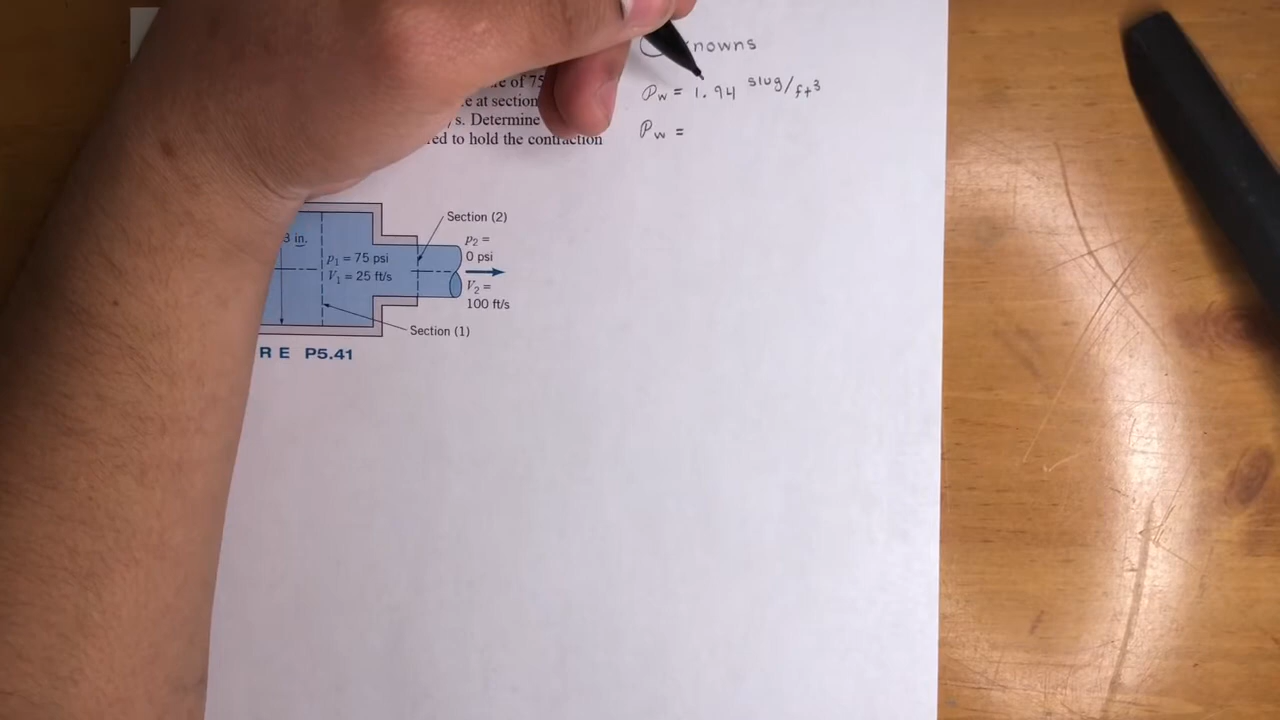 nowns
of 75
at section
s. Determine
to hold the contraction
ρw = 1.94 slug/ft³
ρw =
Section (2)
3 in.
p₂ =
0 psi
p₁ = 75 psi
V₁ = 25 ft/s
V₂ =
100 ft/s
Section (1)
R E P5.41